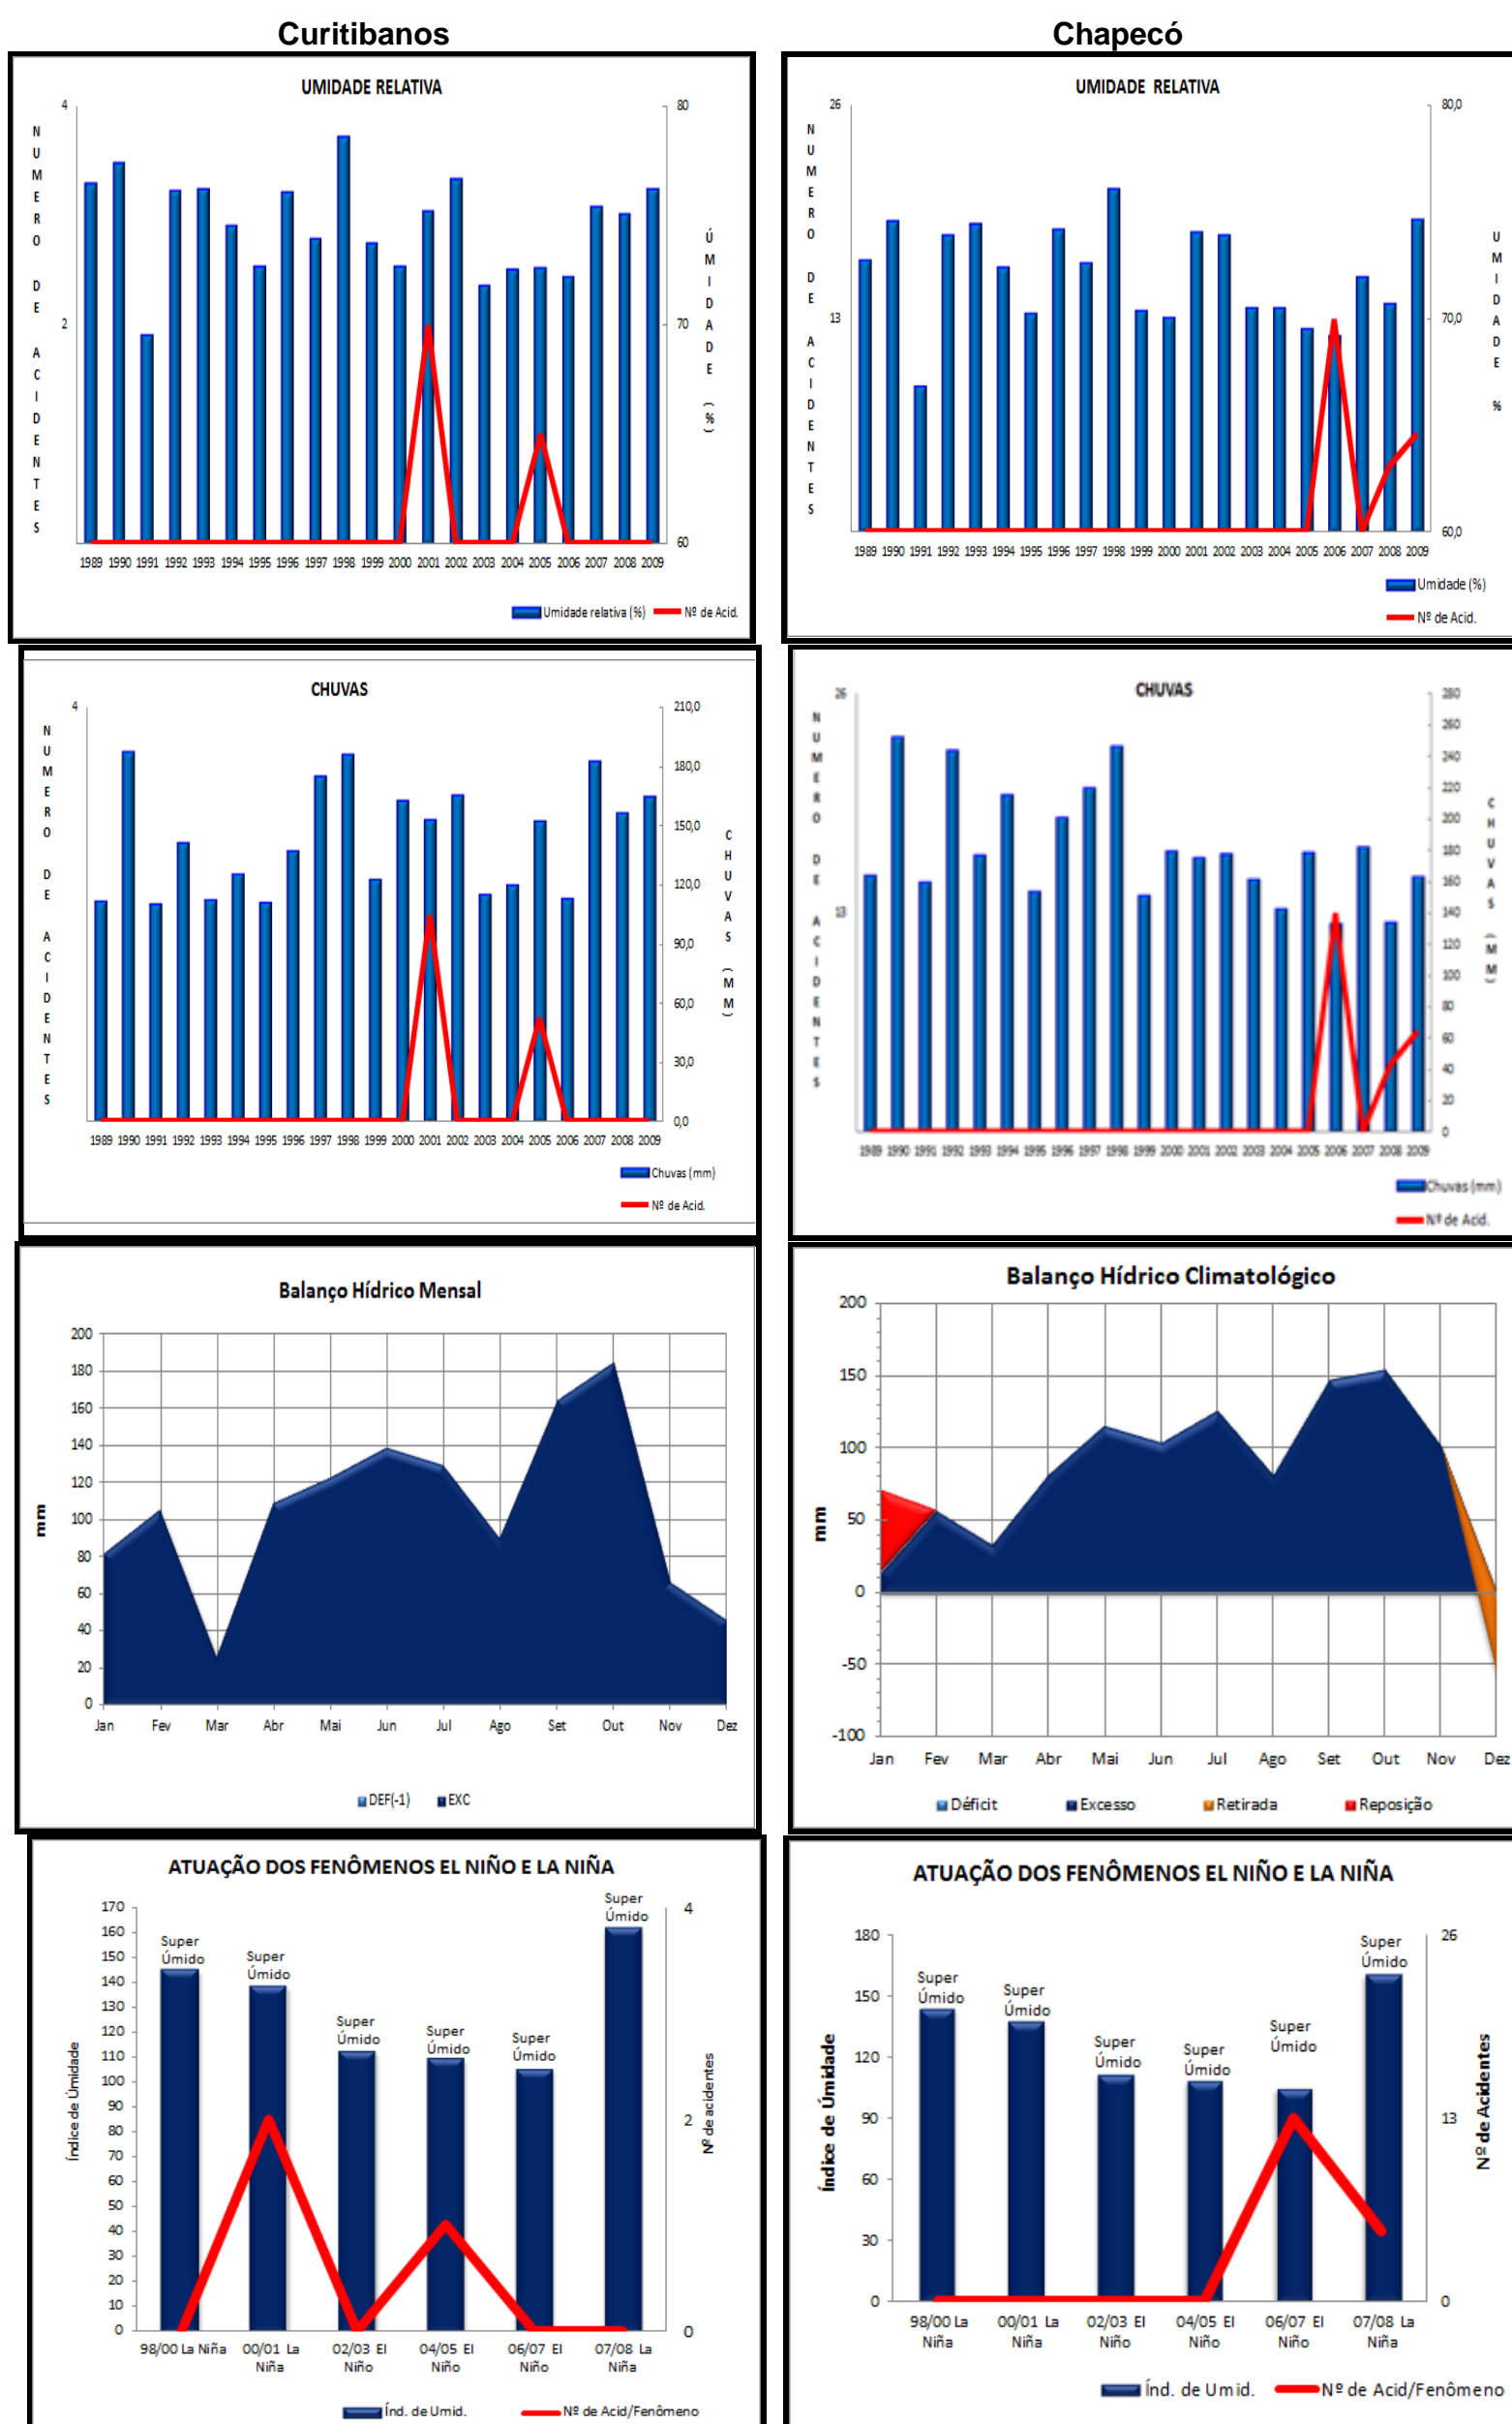 Curitibanos
UMIDADE RELATIVA
4
2
NUMERO DE ACIDENTES
80
70
60
ÚMIDADE (%)
1989 1990 1991 1992 1993 1994 1995 1996 1997 1998 1999 2000 2001 2002 2003 2004 2005 2006 2007 2008 2009
Umidade relativa (%) Nº de Acid.
Chapecó
UMIDADE RELATIVA
26
13
NUMERO DE ACIDENTES
80,0
70,0
60,0
UMIDADE %
1989 1990 1991 1992 1993 1994 1995 1996 1997 1998 1999 2000 2001 2002 2003 2004 2005 2006 2007 2008 2009
Umidade (%)
Nº de Acid.
CHUVAS
4
NUMERO DE ACIDENTES
210,0
180,0
150,0
120,0
90,0
60,0
30,0
0,0
CHUVAS (MM)
1989 1990 1991 1992 1993 1994 1995 1996 1997 1998 1999 2000 2001 2002 2003 2004 2005 2006 2007 2008 2009
Chuvas (mm)
Nº de Acid.
CHUVAS
26
13
NUMERO DE ACIDENTES
280
260
240
220
200
180
160
140
120
100
80
60
40
20
0
CHUVAS (MM)
1989 1990 1991 1992 1993 1994 1995 1996 1997 1998 1999 2000 2001 2002 2003 2004 2005 2006 2007 2008 2009
Chuvas (mm)
Nº de Acid.
Balanço Hídrico Mensal
200
180
160
140
120
100
80
60
40
20
0
mm
Jan Fev Mar Abr Mai Jun Jul Ago Set Out Nov Dez
DEF(-1) EXC
Balanço Hídrico Climatológico
200
150
100
50
0
-50
-100
mm
Jan Fev Mar Abr Mai Jun Jul Ago Set Out Nov Dez
Déficit Excesso Retirada Reposição
ATUAÇÃO DOS FENÔMENOS EL NIÑO E LA NIÑA
170
160
150
140
130
120
110
100
90
80
70
60
50
40
30
20
10
0
Índice de Úmidade
Super
Úmido
Super
Úmido
Super
Úmido
Super
Úmido
Super
Úmido
Super
Úmido
4
2
0
Nº de acidentes
98/00 La Niña 00/01 La 02/03 El 04/05 El 06/07 El 07/08 La
Niña Niño Niño Niño Niña
Índ. de Umid. Nº de Acid/Fenômeno
ATUAÇÃO DOS FENÔMENOS EL NIÑO E LA NIÑA
180
150
120
90
60
30
0
Índice de Úmidade
Super
Úmido
Super
Úmido
Super
Úmido
Super
Úmido
Super
Úmido
Super
Úmido
26
13
0
Nº de Acidentes
98/00 La 00/01 La 02/03 El 04/05 El 06/07 El 07/08 La
Niña Niña Niño Niño Niño Niña
Índ. de Umid. Nº de Acid/Fenômeno